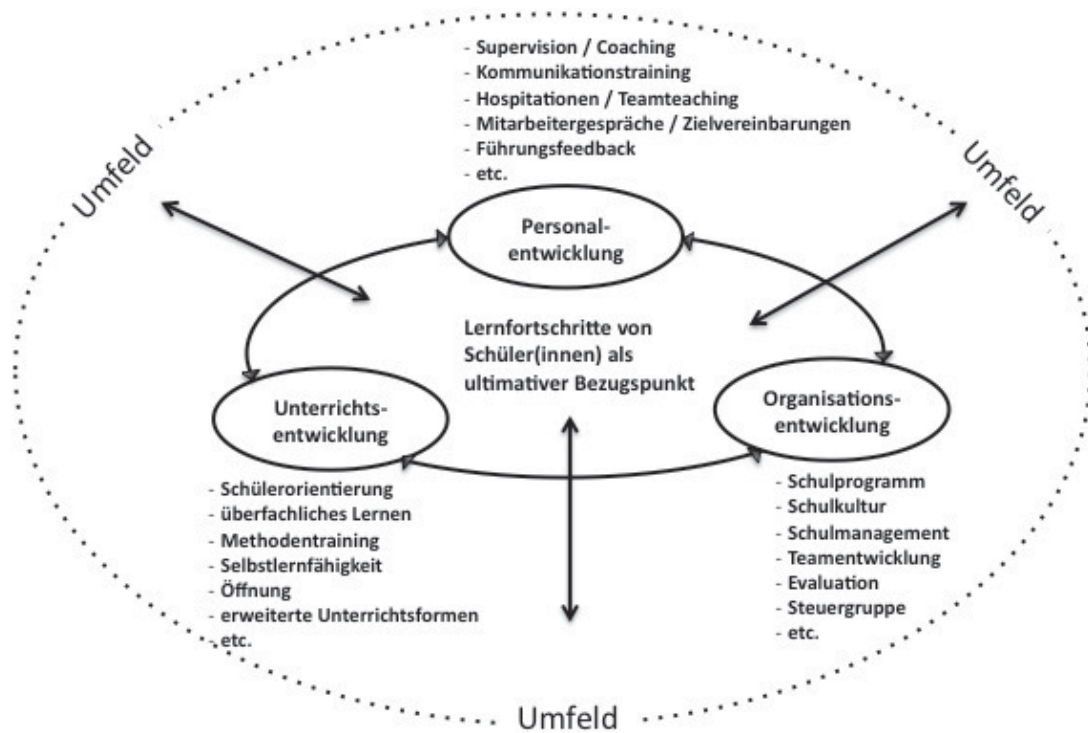 - Supervision / Coaching
- Kommunikationstraining
- Hospitationen / Teamteaching
- Mitarbeitergespräche / Zielvereinbarungen
- Führungsfeedback
- etc.
Umfeld
Umfeld
Personal-
entwicklung
Lernfortschritte von
Schüler(innen) als
ultimativer Bezugspunkt
Unterrichts-
entwicklung
Organisations-
entwicklung
- Schülerorientierung
- überfachliches Lernen
- Methodentraining
- Selbstlernfähigkeit
- Öffnung
- erweiterte Unterrichtsformen
- etc.
- Schulprogramm
- Schulkultur
- Schulmanagement
- Teamentwicklung
- Evaluation
- Steuergruppe
- etc.
Umfeld